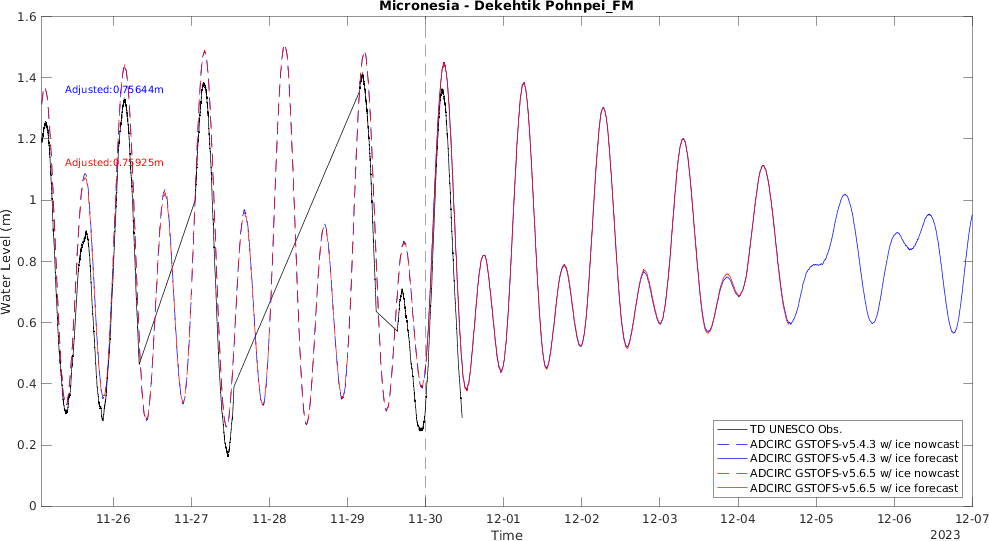 Micronesia - Dekehtik Pohnpei_FM
1.6
1.4
1.2
1
0.8
0.6
0.4
0.2
0
Water Level (m)
Adjusted:0.75644m
Adjusted:0.75925m
TD UNESCO Obs.
ADCIRC GSTOFS-v5.4.3 w/ ice nowcast
ADCIRC GSTOFS-v5.4.3 w/ ice forecast
ADCIRC GSTOFS-v5.6.5 w/ ice nowcast
ADCIRC GSTOFS-v5.6.5 w/ ice forecast
11-26 11-27 11-28 11-29 11-30 12-01 12-02 12-03 12-04 12-05 12-06 12-07
Time
2023